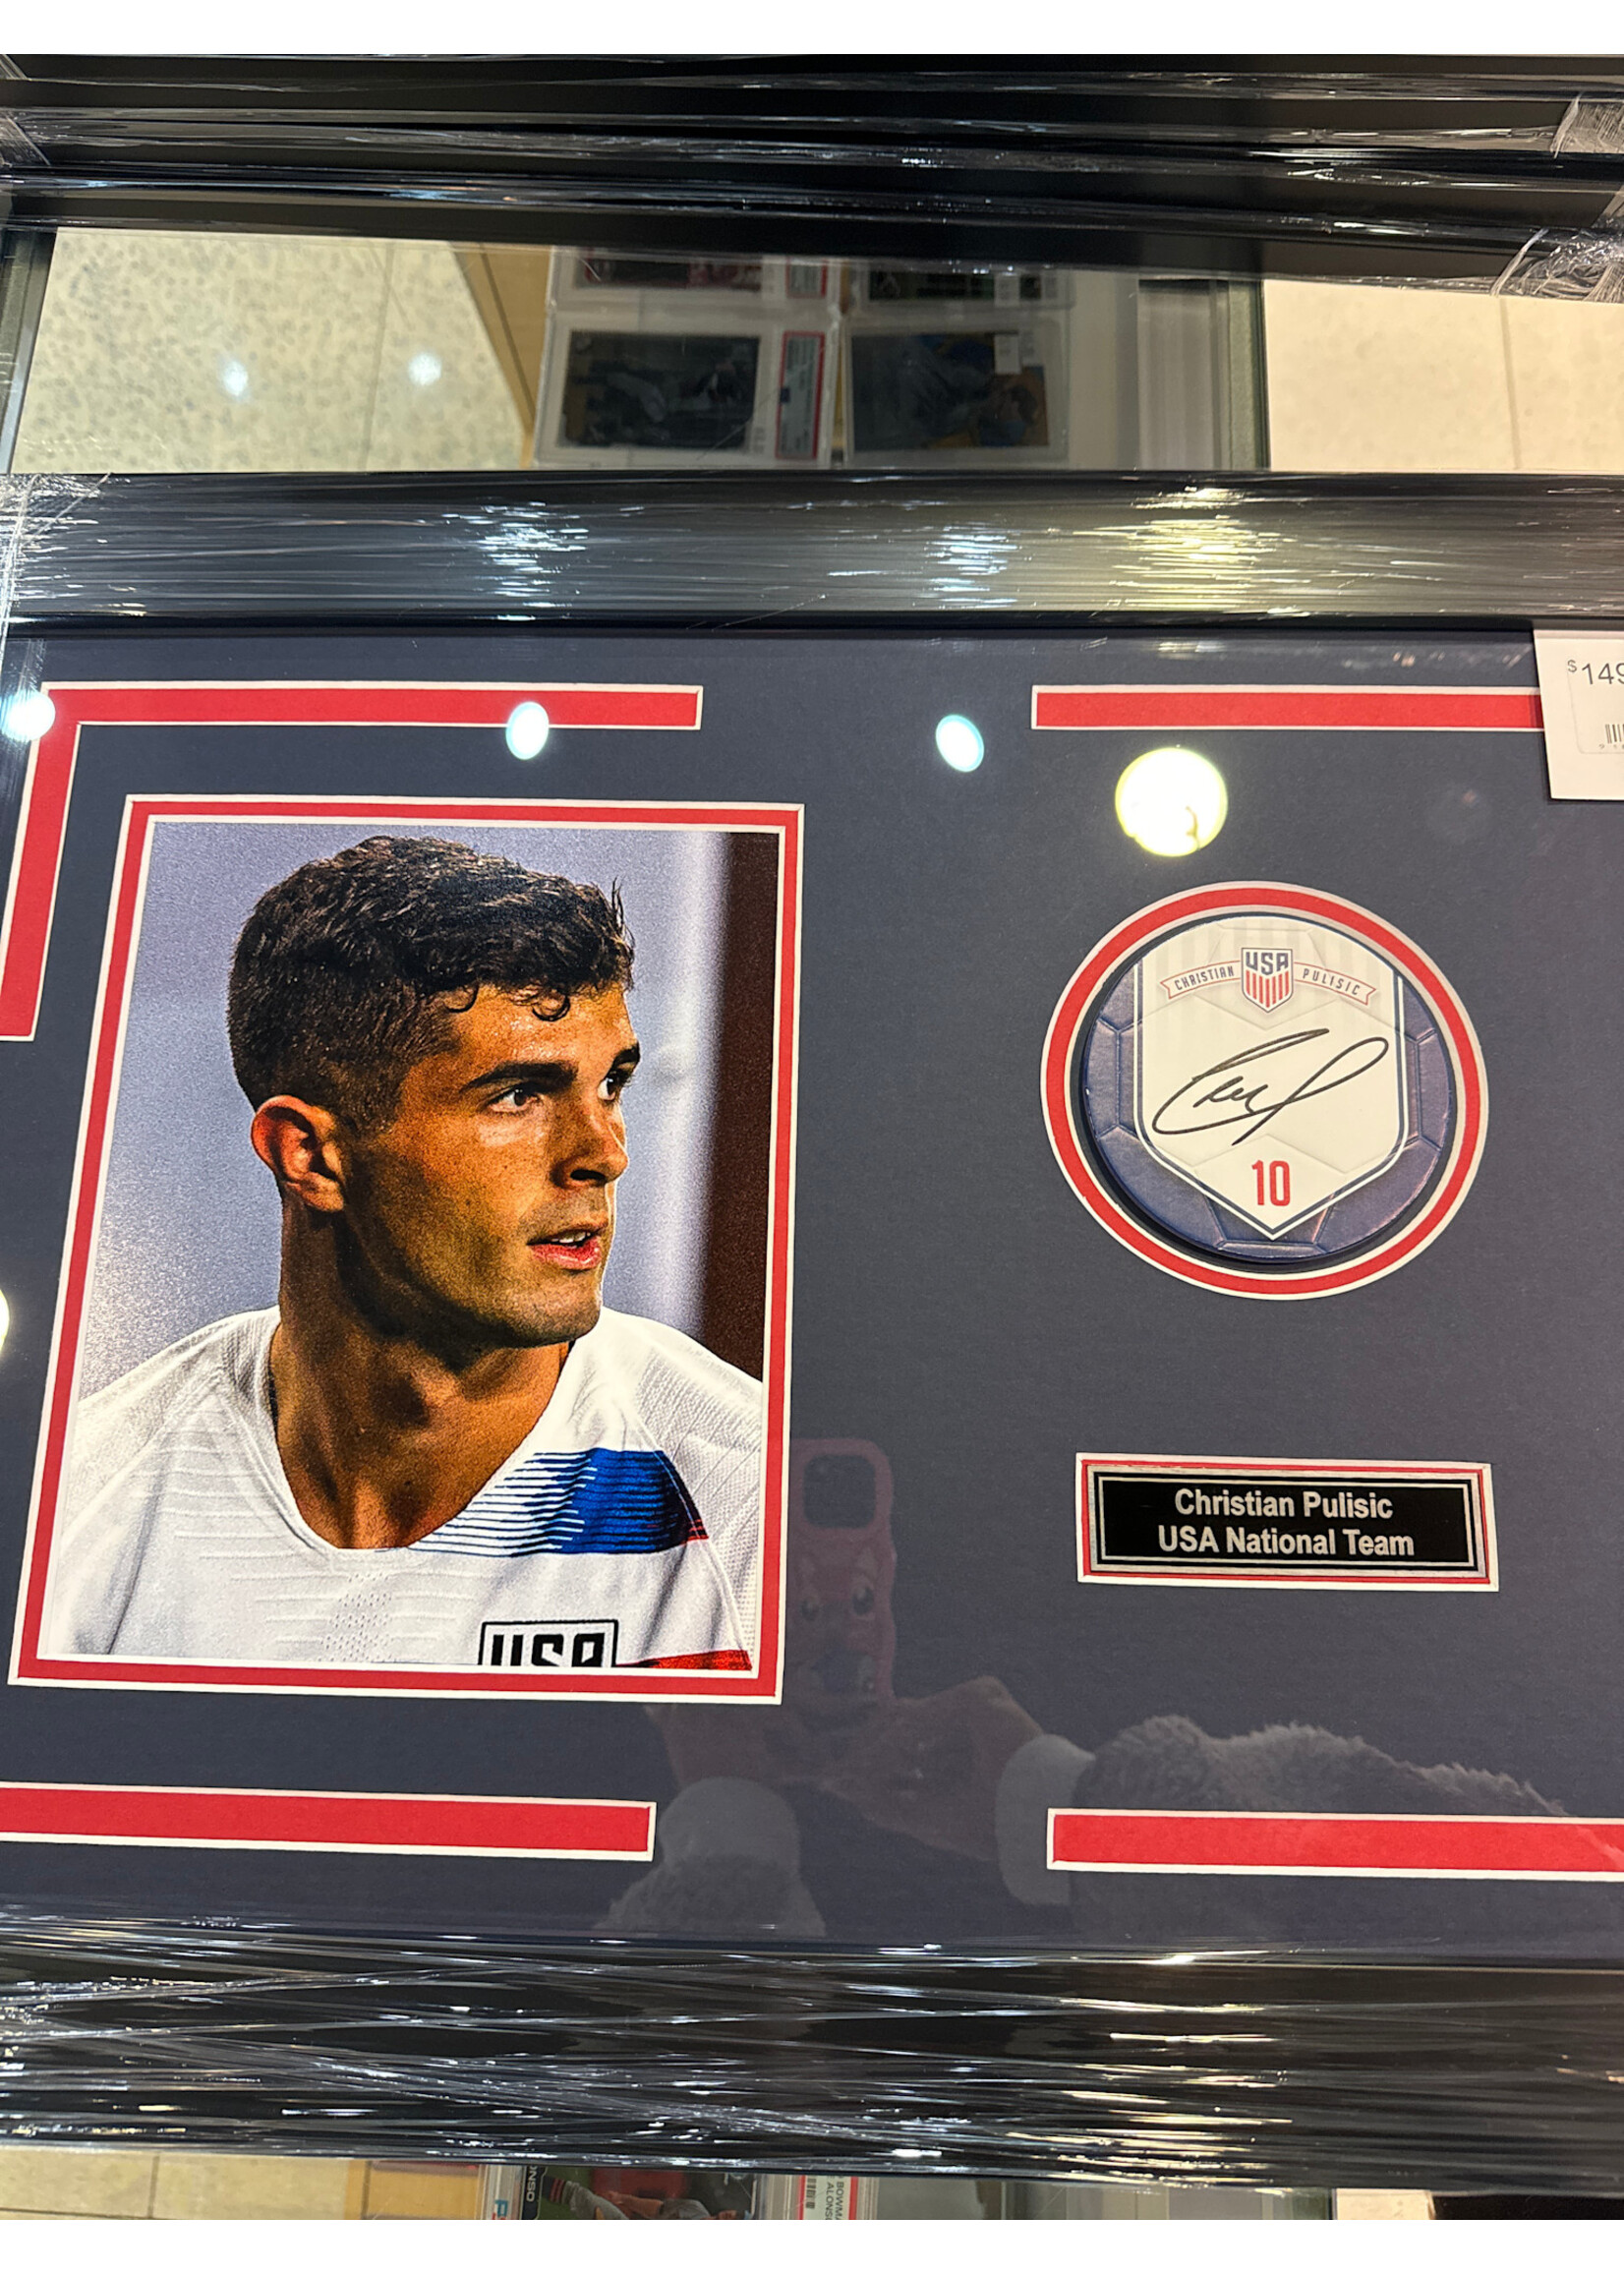 $149
USA
CHRISTIAN PULISIC
10
Christian Pulisic
USA National Team
USA